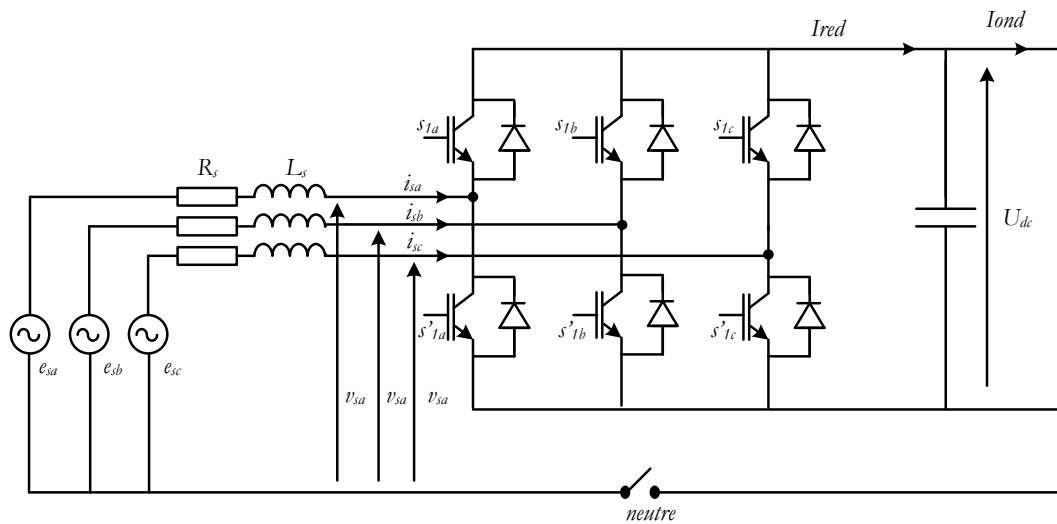 Ired
Iond
s1a
s1b
s1c
Rs
Ls
isa
isb
isc
Udc
s'1a
s'1b
s'1c
esa
esb
esc
vsa
vsa
vsa
neutre